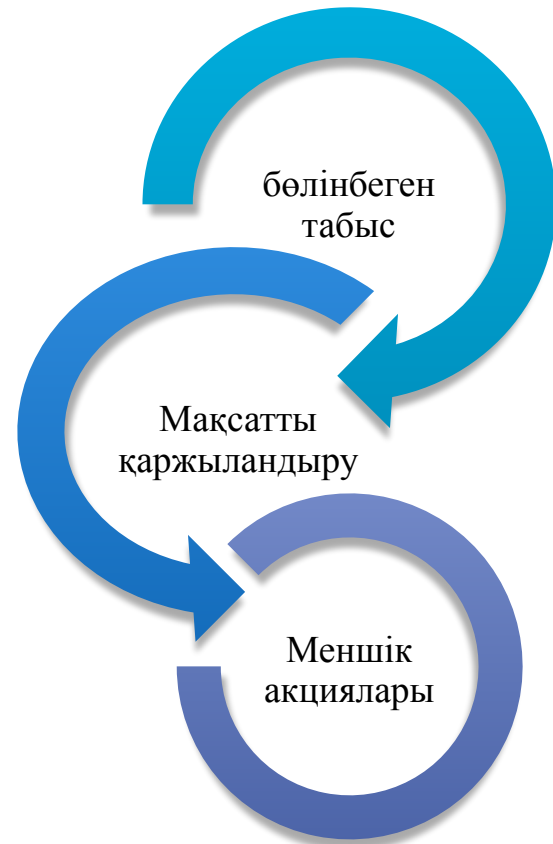 бөлінбеген
табыс
Мақсатты
қаржыландыру
Меншік
акциялары